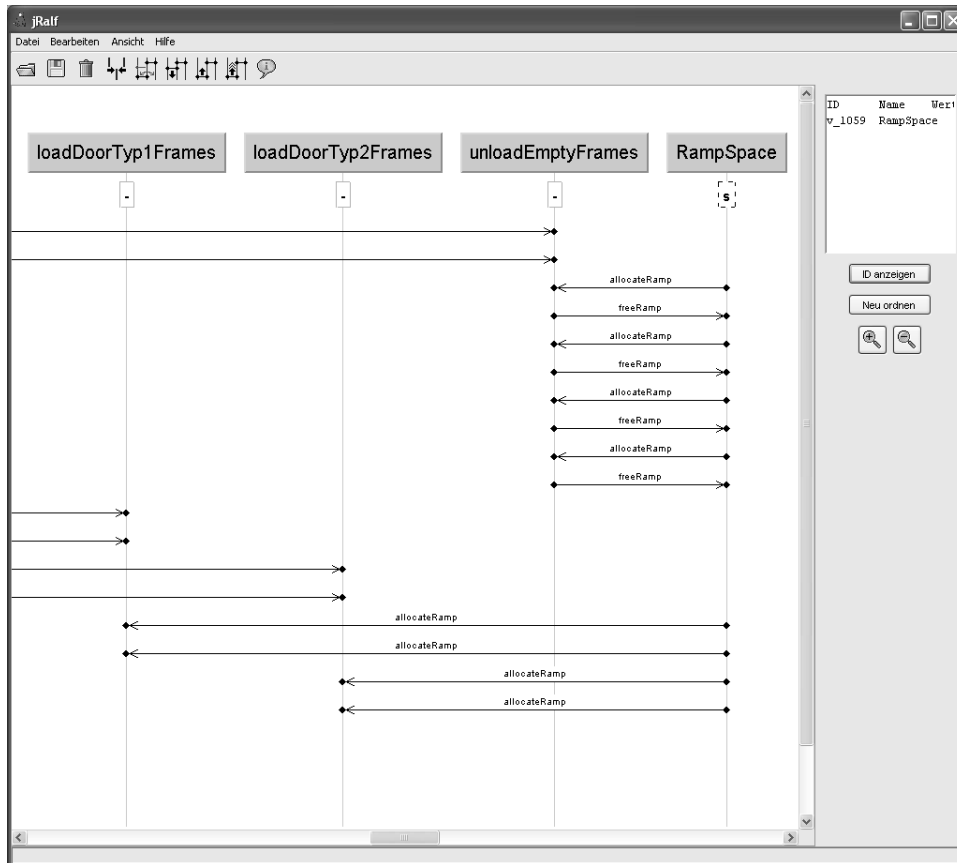 jRalf
Datei Bearbeiten Ansicht Hilfe
ID Name Wert
v_1059 RampSpace
loadDoorTyp1Frames loadDoorTyp2Frames unloadEmptyFrames RampSpace
- - - s
ID anzeigen
allocateRamp
Neu ordnen
freeRamp
allocateRamp
freeRamp
allocateRamp
freeRamp
allocateRamp
freeRamp
allocateRamp
allocateRamp
allocateRamp
allocateRamp